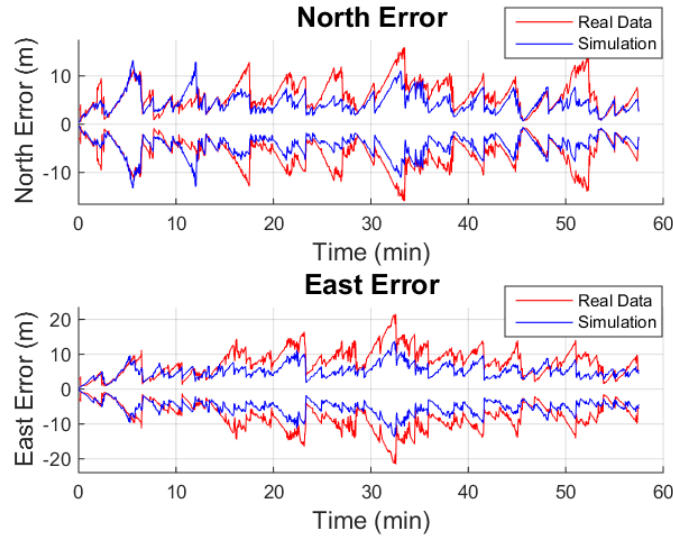 North Error
Real Data
Simulation
North Error (m)
10
0
-10
0 10 20 30 40 50 60
Time (min)
East Error
Real Data
Simulation
East Error (m)
20
10
0
-10
-20
0 10 20 30 40 50 60
Time (min)